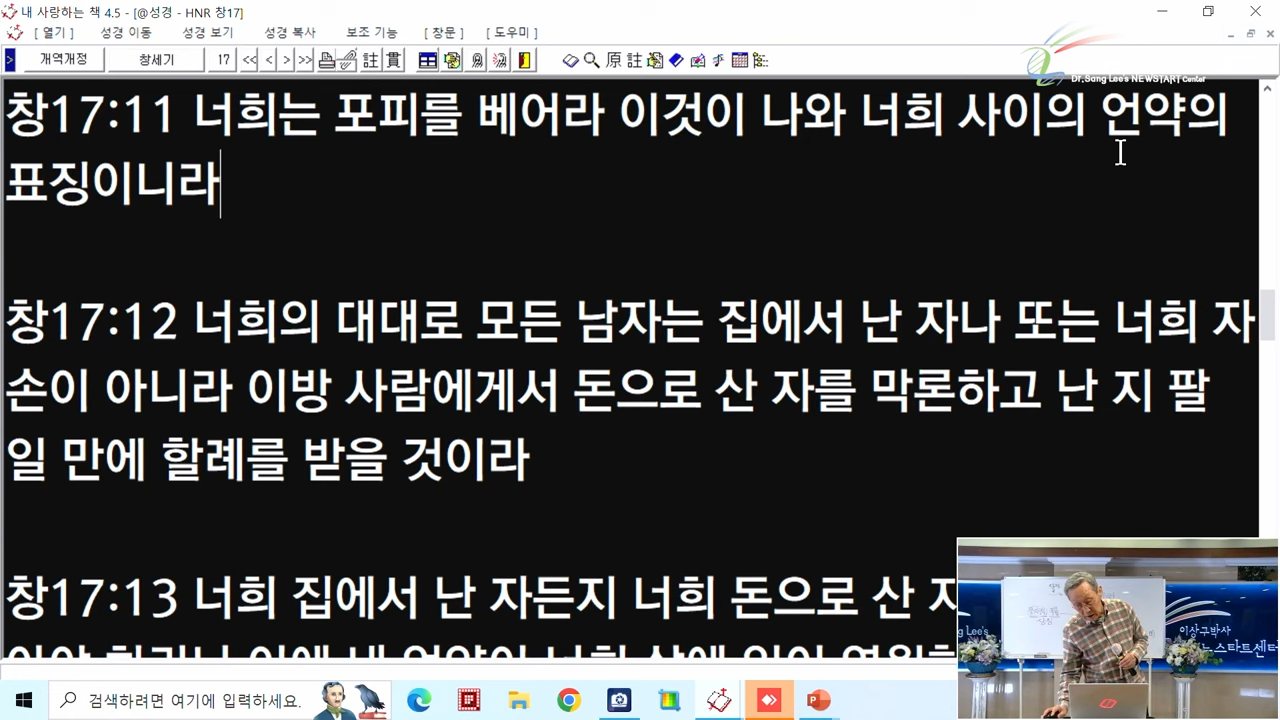 내 사랑하는 책 4.5 - [@성경 - HNR 창17]
[ 열기 ] 성경 이동 성경 보기 성경 복사 보조 기능 [ 창문 ] [ 도우미 ]
개역개정 창세기 17 << < > >> 註 貫 原 註
Dr.Sang Lee's NEWSTART Center
창17:11 너희는 포피를 베어라 이것이 나와 너희 사이의 언약의
표징이니라
창17:12 너희의 대대로 모든 남자는 집에서 난 자나 또는 너희 자
손이 아니라 이방 사람에게서 돈으로 산 자를 막론하고 난 지 팔
일 만에 할례를 받을 것이라
창17:13 너희 집에서 난 자든지 너희 돈으로 산
이상구박사
뉴스타트센터
검색하려면 여기에 입력하세요.